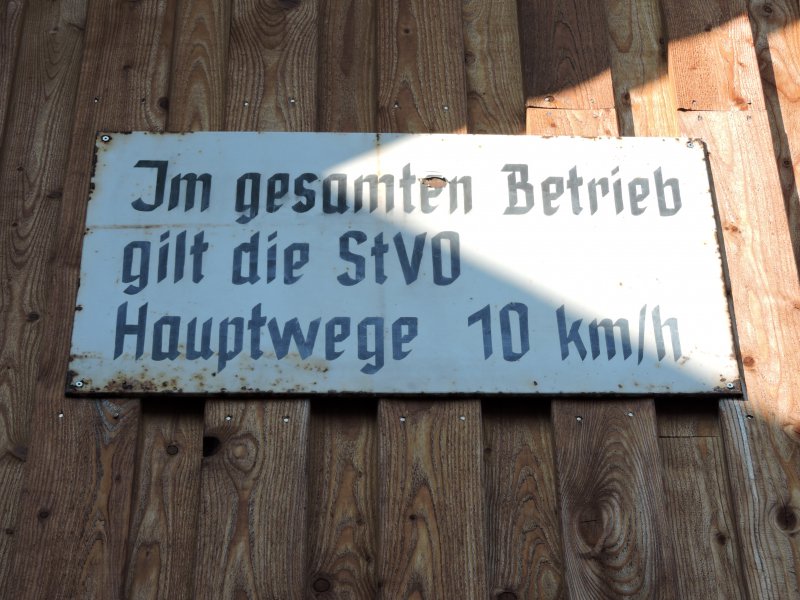 Im gesamten Betrieb
gilt die StVO
Hauptwege 10 km/h